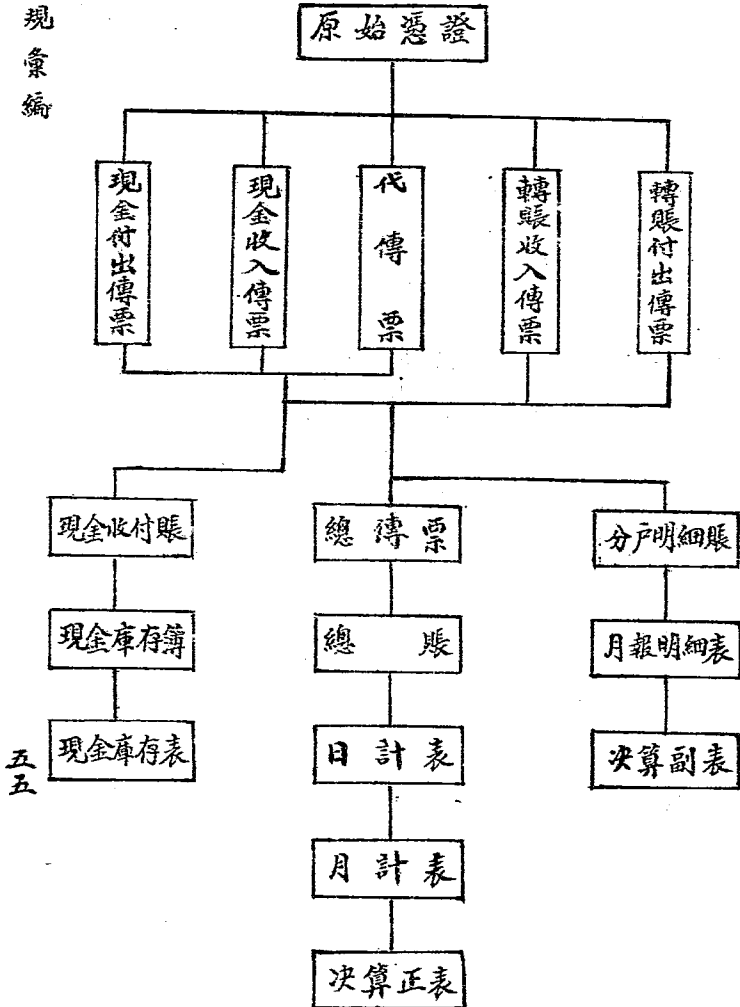 規彙編
原始憑證
現金付出傳票
現金收入傳票
代傳票
轉賬收入傳票
轉賬付出傳票
現金收付賬
總傳票
分戶明細賬
現金庫存簿
總賬
月報明細表
現金庫存表
日計表
決算副表
月計表
決算正表
五五